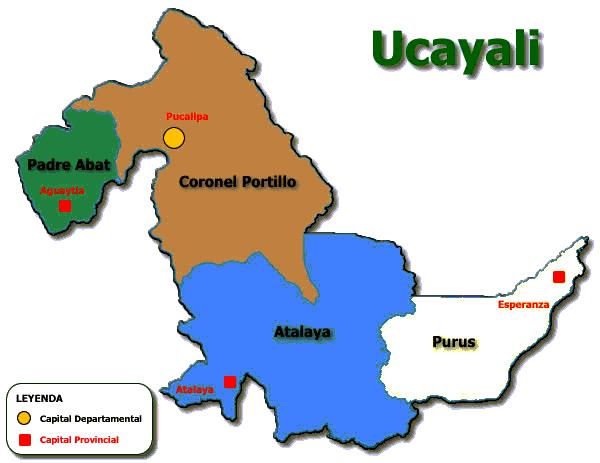 Ucayali
Pucallpa
Padre Abat
Coronel Portillo
Aguaytia
Esperanza
Atalaya
Purus
Atalaya
LEYENDA
Capital Departamental
Capital Provincial